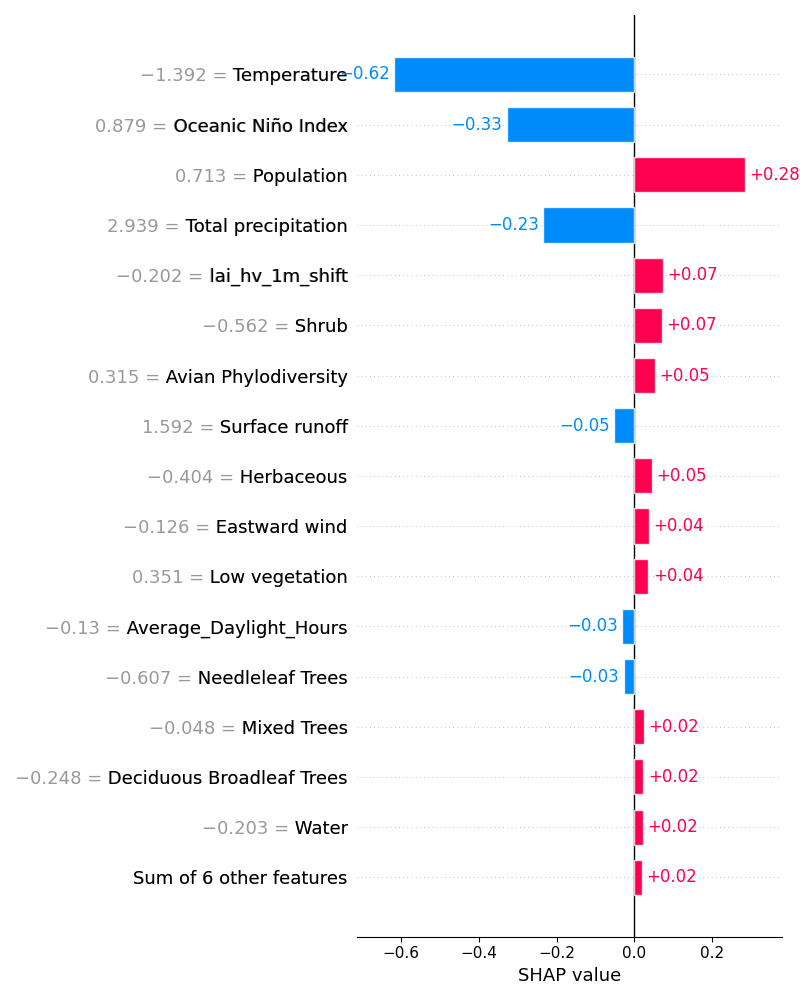 −1.392 = Temperature −0.62
0.879 = Oceanic Niño Index −0.33
0.713 = Population +0.28
2.939 = Total precipitation −0.23
−0.202 = lai_hv_1m_shift +0.07
−0.562 = Shrub +0.07
0.315 = Avian Phylodiversity +0.05
1.592 = Surface runoff −0.05
−0.404 = Herbaceous +0.05
−0.126 = Eastward wind +0.04
0.351 = Low vegetation +0.04
−0.13 = Average_Daylight_Hours −0.03
−0.607 = Needleleaf Trees −0.03
−0.048 = Mixed Trees +0.02
−0.248 = Deciduous Broadleaf Trees +0.02
−0.203 = Water +0.02
Sum of 6 other features +0.02
−0.6 −0.4 −0.2 0.0 0.2
SHAP value